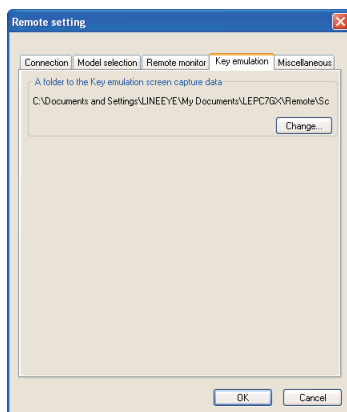 Remote setting
Connection Model selection Remote monitor Key emulation Miscellaneous
A folder to the Key emulation screen capture data
C:\Documents and Settings\LINEEYE\My Documents\LEPC7GX\Remote\Sc
Change...
OK Cancel